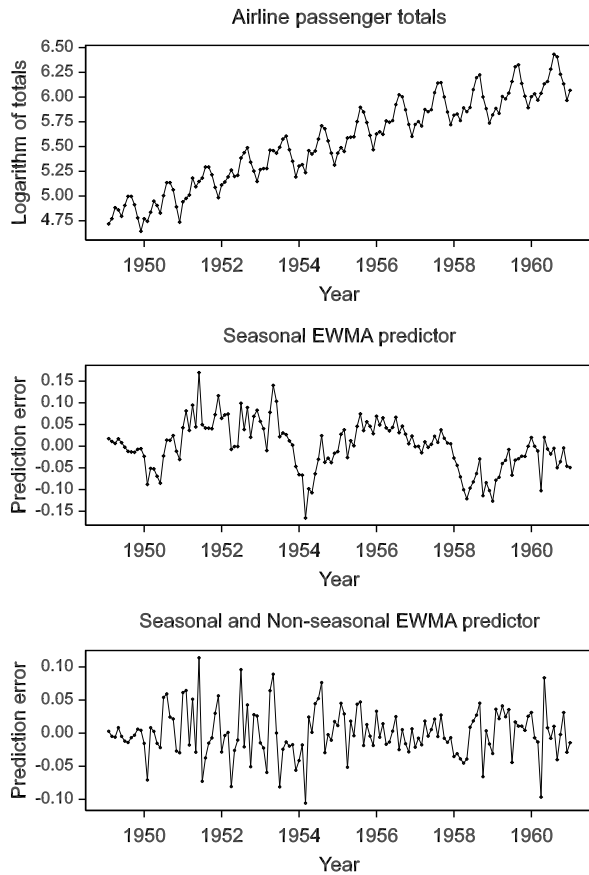 Airline passenger totals
Logarithm of totals
6.50
6.25
6.00
5.75
5.50
5.25
5.00
4.75
1950 1952 1954 1956 1958 1960
Year
Seasonal EWMA predictor
Prediction error
0.15
0.10
0.05
0.00
-0.05
-0.10
-0.15
1950 1952 1954 1956 1958 1960
Year
Seasonal and Non-seasonal EWMA predictor
Prediction error
0.10
0.05
0.00
-0.05
-0.10
1950 1952 1954 1956 1958 1960
Year